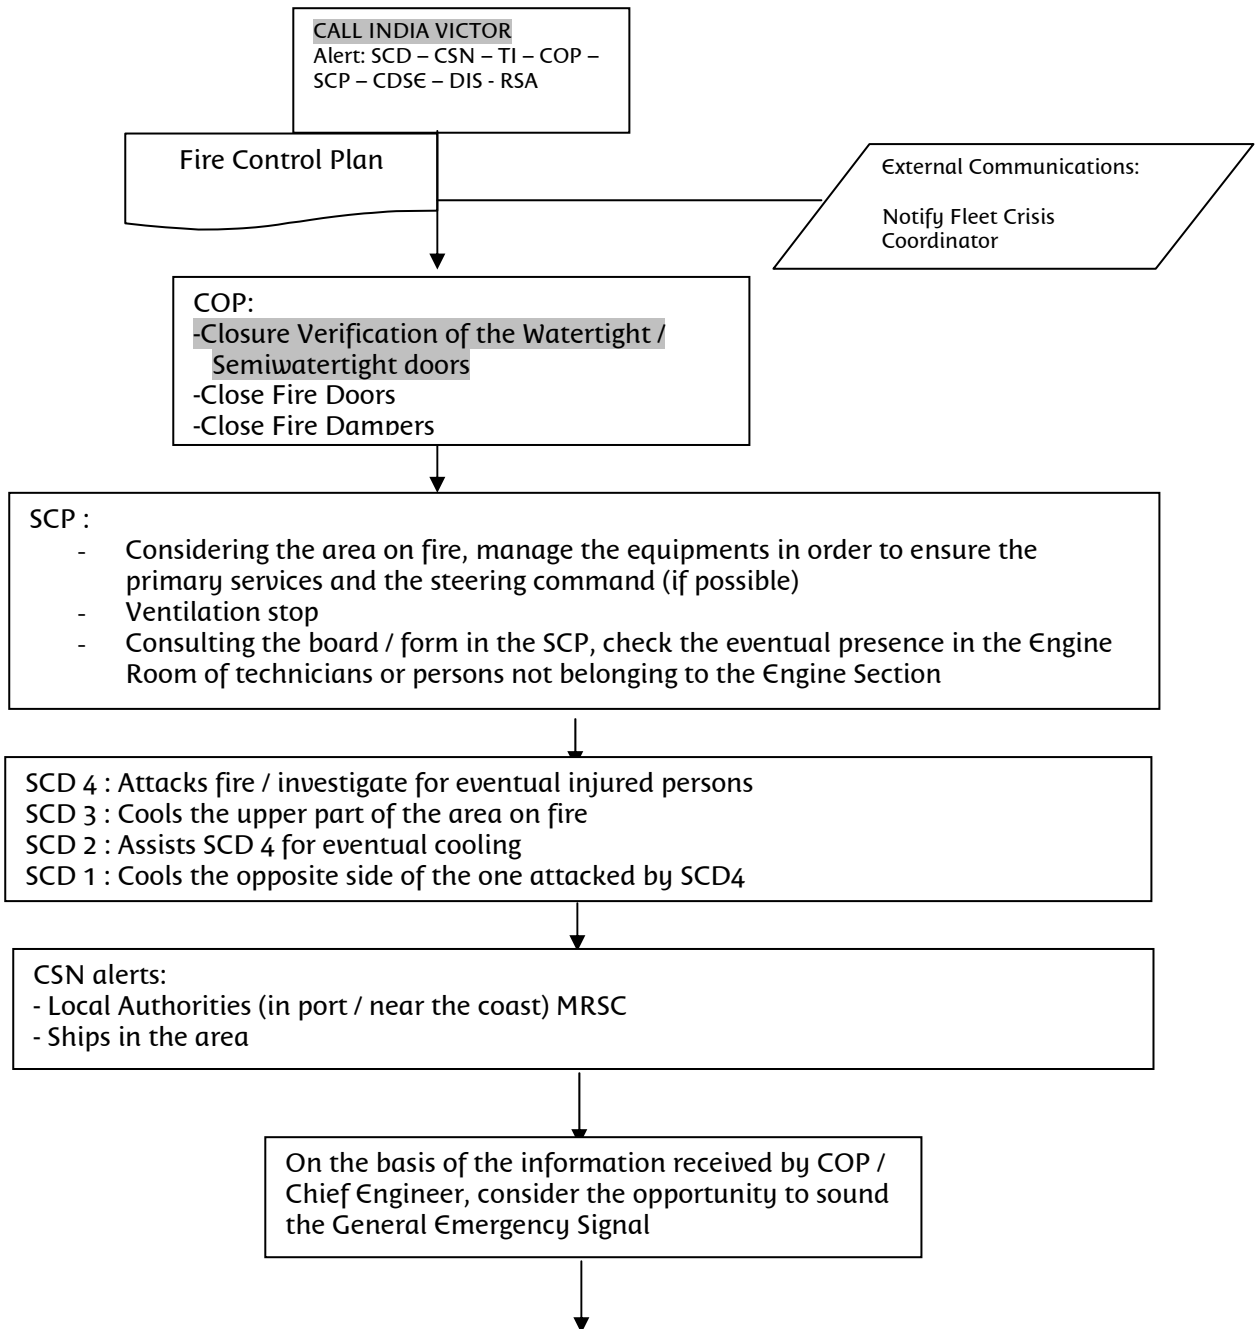 CALL INDIA VICTOR
Alert: SCD – CSN – TI – COP –
SCP – CDSE – DIS - RSA
Fire Control Plan
External Communications:
Notify Fleet Crisis
Coordinator
COP:
-Closure Verification of the Watertight /
Semiwatertight doors
-Close Fire Doors
-Close Fire Dampers
SCP :
- Considering the area on fire, manage the equipments in order to ensure the
primary services and the steering command (if possible)
- Ventilation stop
- Consulting the board / form in the SCP, check the eventual presence in the Engine
Room of technicians or persons not belonging to the Engine Section
SCD 4 : Attacks fire / investigate for eventual injured persons
SCD 3 : Cools the upper part of the area on fire
SCD 2 : Assists SCD 4 for eventual cooling
SCD 1 : Cools the opposite side of the one attacked by SCD4
CSN alerts:
- Local Authorities (in port / near the coast) MRSC
- Ships in the area
On the basis of the information received by COP /
Chief Engineer, consider the opportunity to sound
the General Emergency Signal